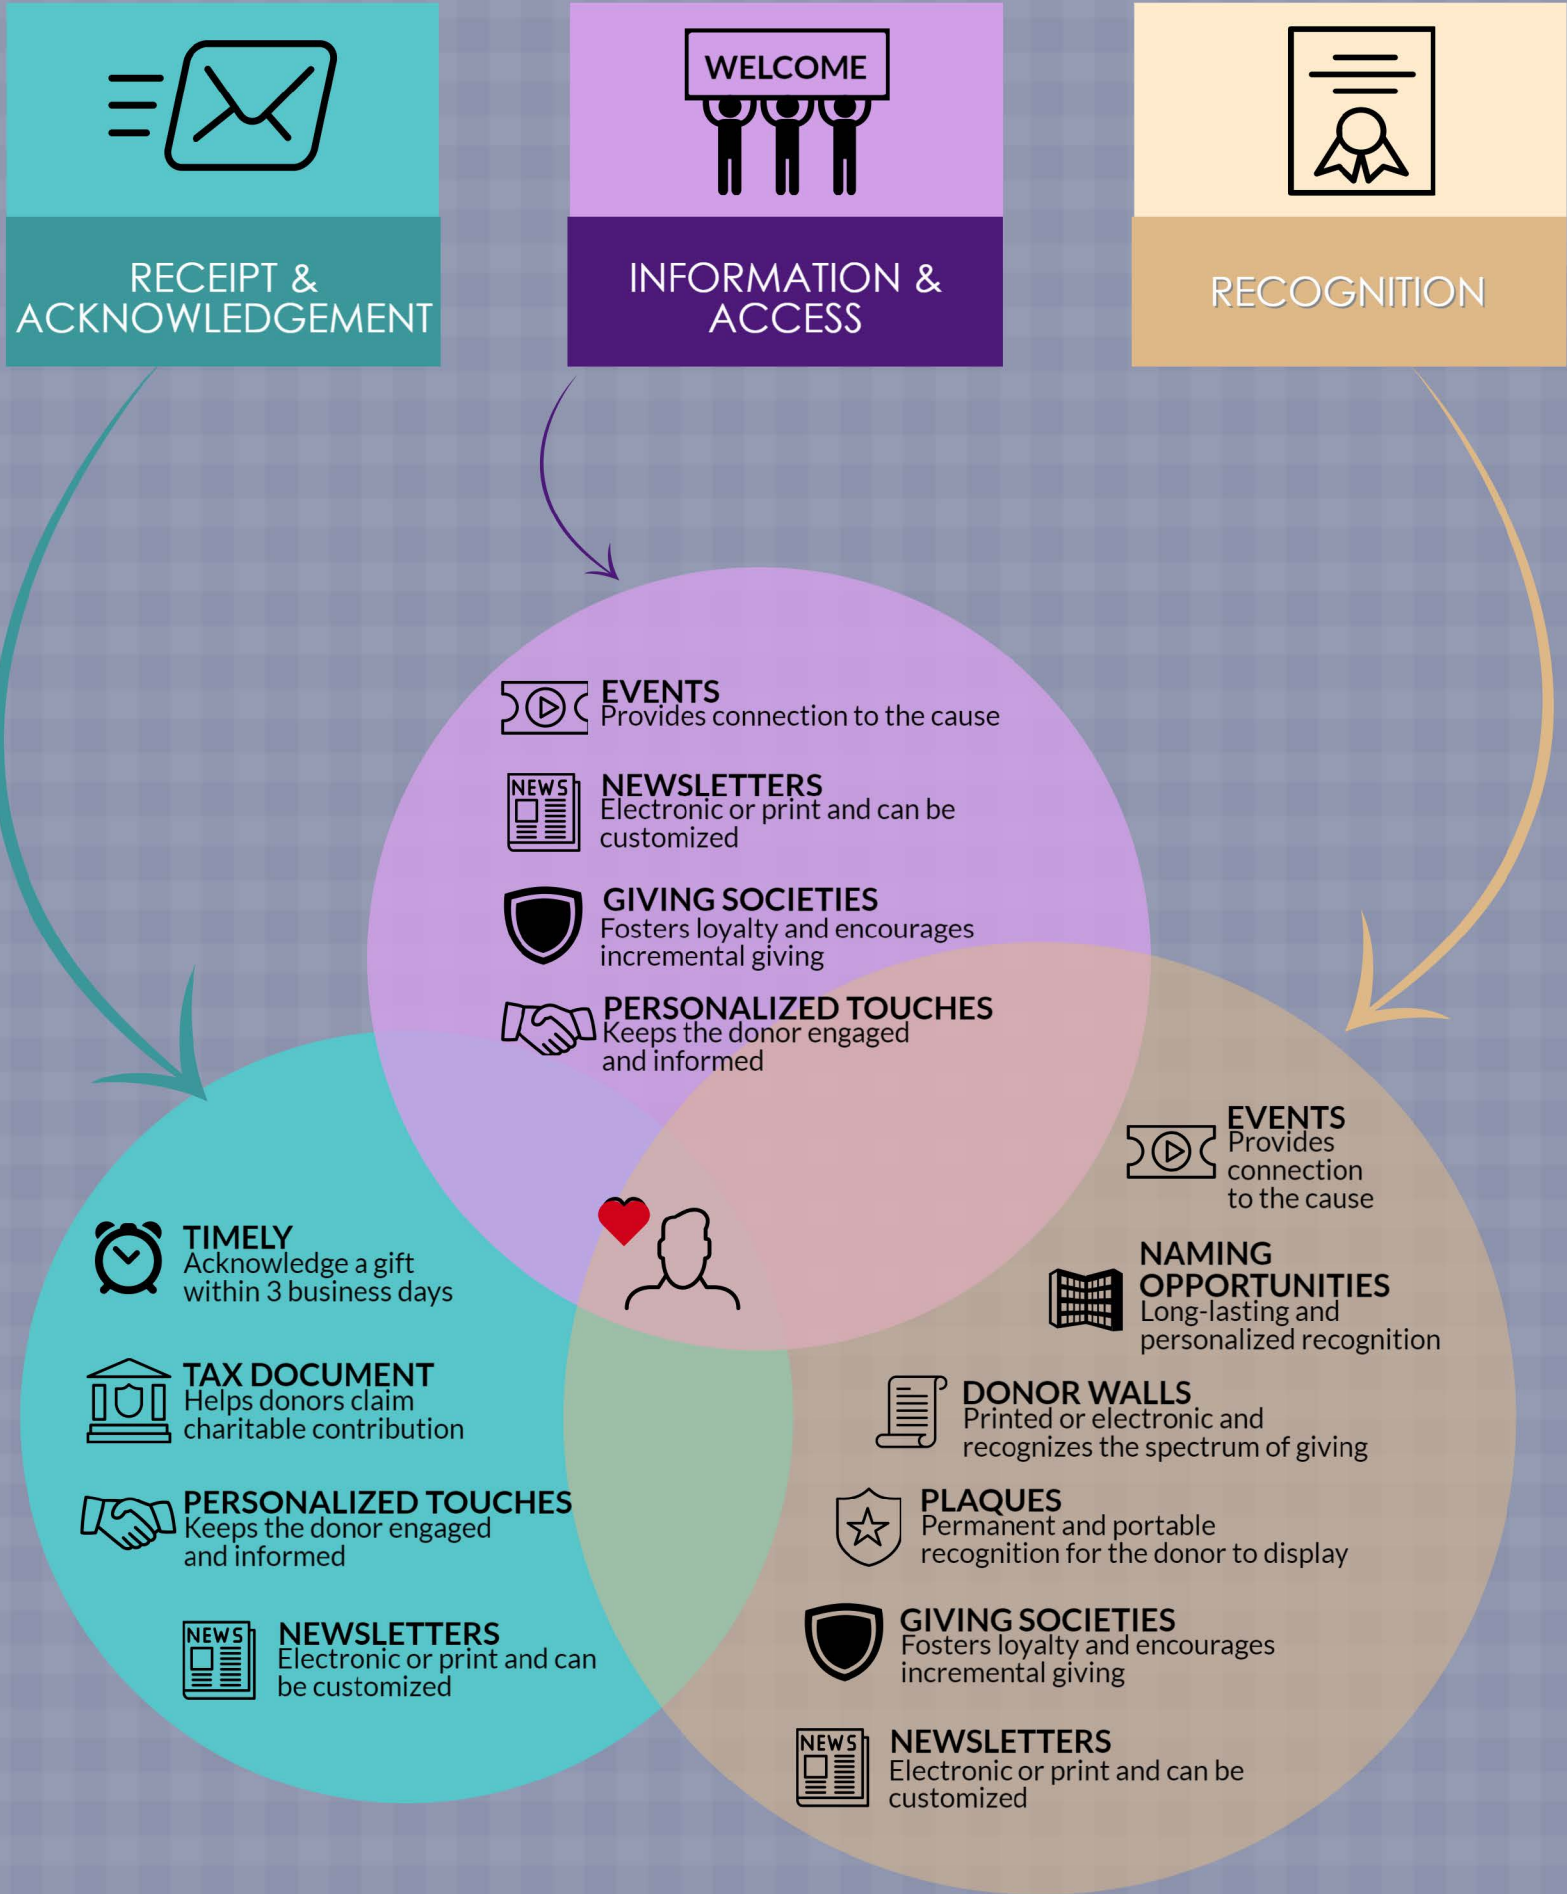 WELCOME
RECEIPT &
ACKNOWLEDGEMENT
INFORMATION &
ACCESS
RECOGNITION
EVENTS
Provides connection to the cause
NEWS
NEWSLETTERS
Electronic or print and can be
customized
GIVING SOCIETIES
Fosters loyalty and encourages
incremental giving
PERSONALIZED TOUCHES
Keeps the donor engaged
and informed
TIMELY
Acknowledge a gift
within 3 business days
TAX DOCUMENT
Helps donors claim
charitable contribution
PERSONALIZED TOUCHES
Keeps the donor engaged
and informed
NEWS
NEWSLETTERS
Electronic or print and can
be customized
EVENTS
Provides
connection
to the cause
NAMING
OPPORTUNITIES
Long-lasting and
personalized recognition
DONOR WALLS
Printed or electronic and
recognizes the spectrum of giving
PLAQUES
Permanent and portable
recognition for the donor to display
GIVING SOCIETIES
Fosters loyalty and encourages
incremental giving
NEWS
NEWSLETTERS
Electronic or print and can be
customized